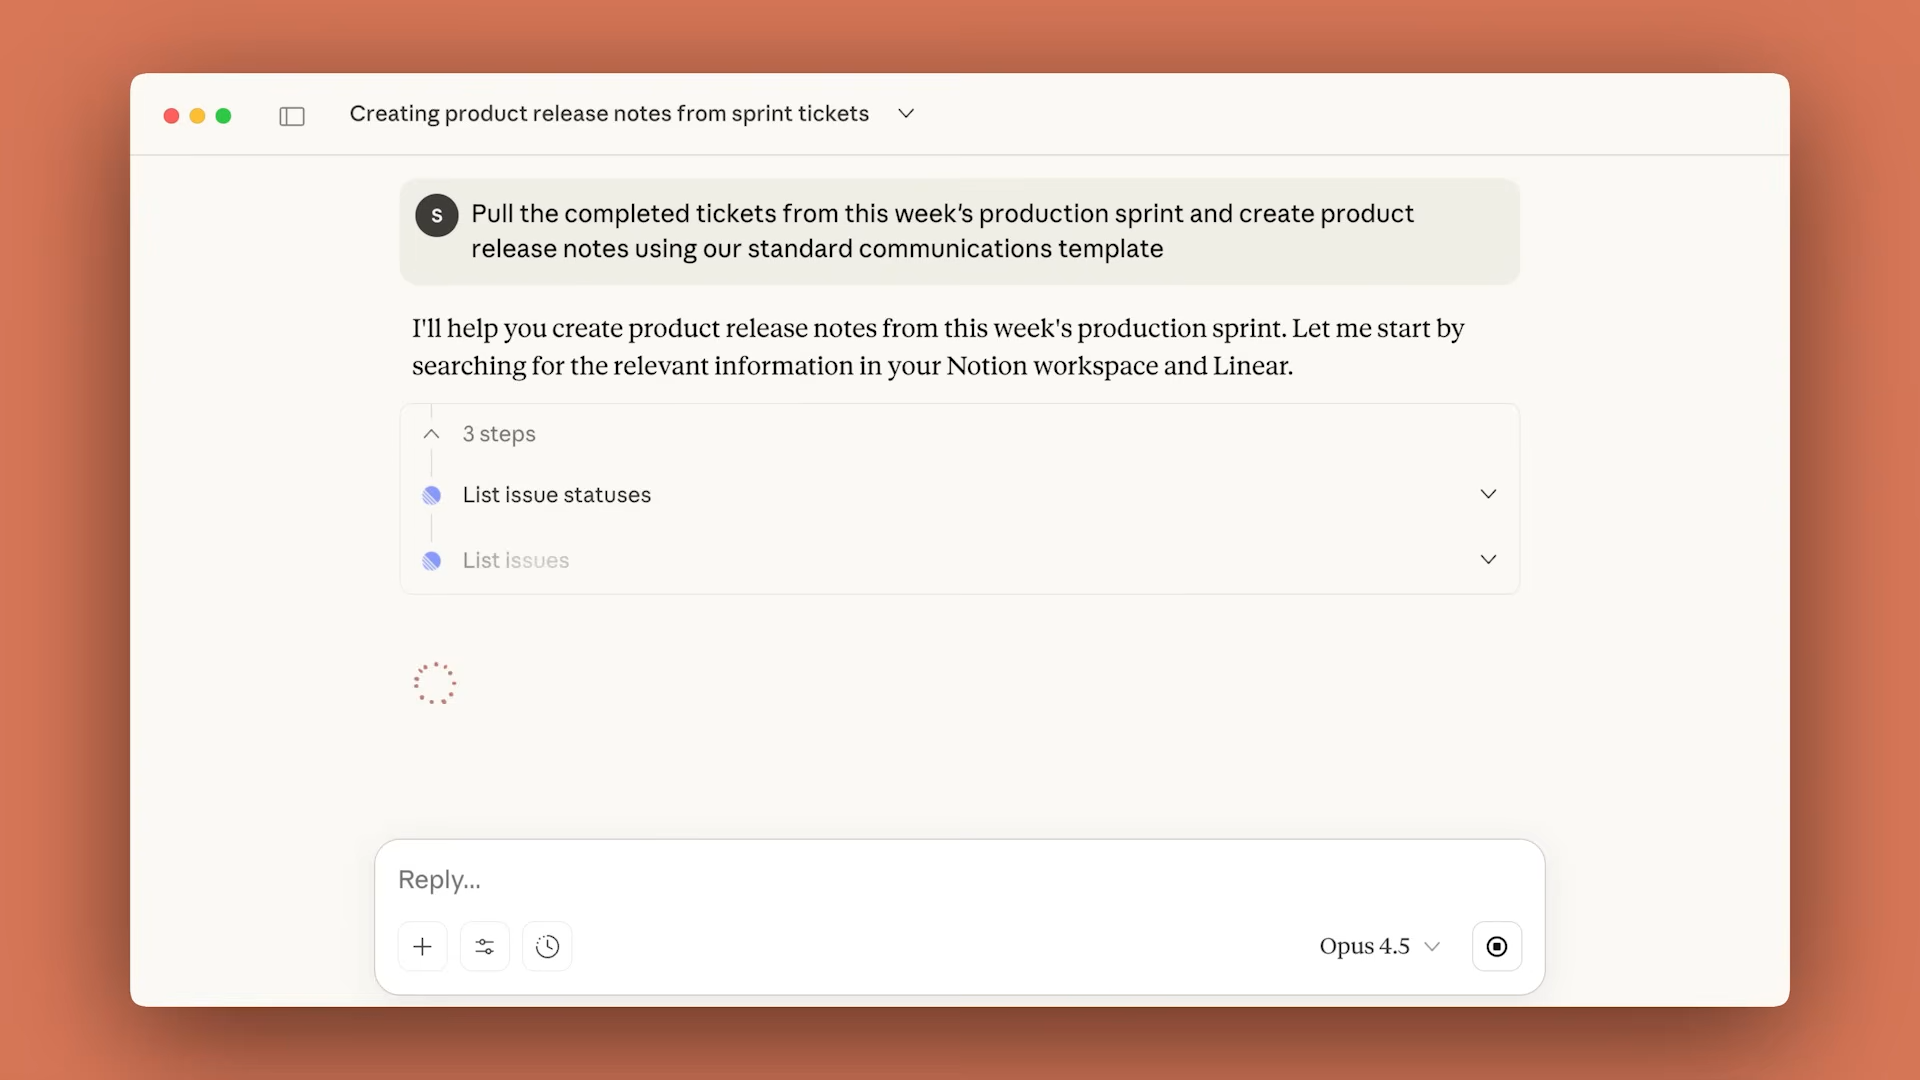 Creating product release notes from sprint tickets
S
Pull the completed tickets from this week's production sprint and create product
release notes using our standard communications template
I'll help you create product release notes from this week's production sprint. Let me start by
searching for the relevant information in your Notion workspace and Linear.
3 steps
List issue statuses
List issues
Reply...
Opus 4.5